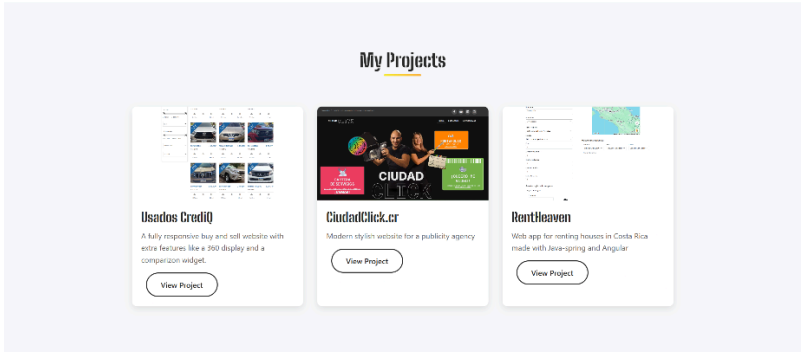 My Projects
CIUDAD
CLICK
Usados CrediQ
A fully responsive buy and sell website with
extra features like a 360 display and a
comparizon widget.
View Project
CiudadClick.cr
Modern stylish website for a publicity agency
View Project
RentHeaven
Web app for renting houses in Costa Rica
made with Java-spring and Angular
View Project